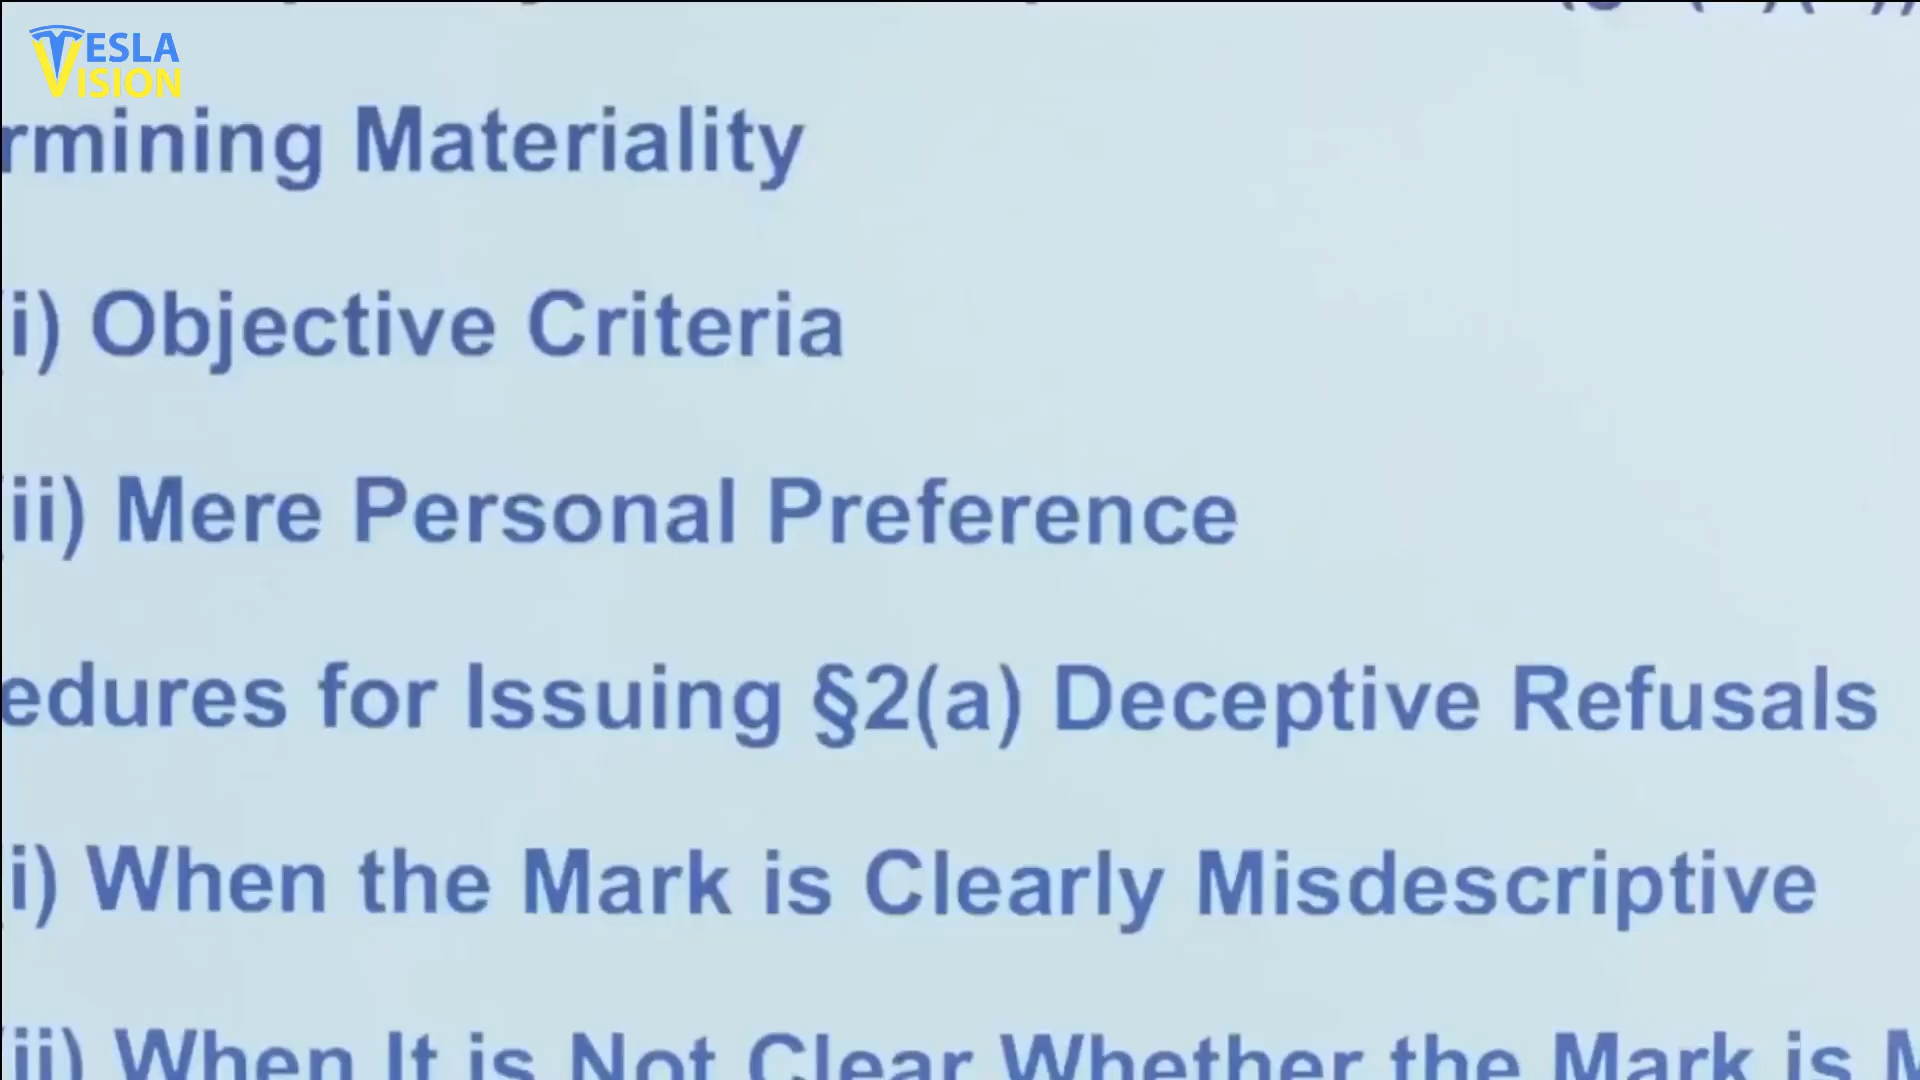 TESLA
VISION
rmining Materiality
i) Objective Criteria
ii) Mere Personal Preference
edures for Issuing §2(a) Deceptive Refusals
i) When the Mark is Clearly Misdescriptive
ii) When It is Not Clear Whether the Mark is M